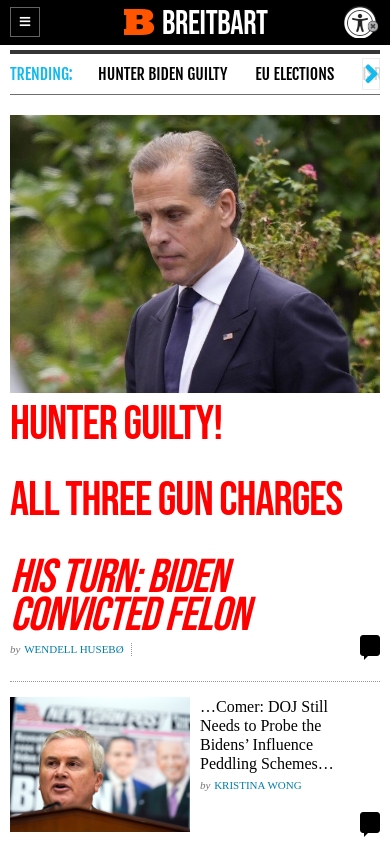 BREITBART
TRENDING: HUNTER BIDEN GUILTY EU ELECTIONS
HUNTER GUILTY!
ALL THREE GUN CHARGES
HIS TURN: BIDEN
CONVICTED FELON
by WENDELL HUSEBØ
…Comer: DOJ Still
Needs to Probe the
Bidens’ Influence
Peddling Schemes…
by KRISTINA WONG